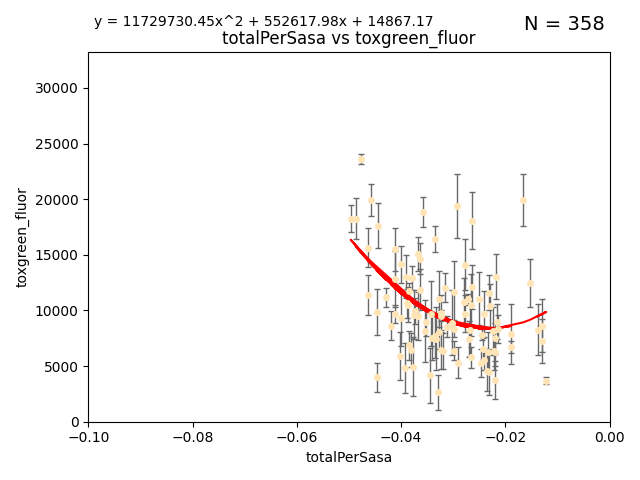 y = 11729730.45x^2 + 552617.98x + 14867.17
N = 358
totalPerSasa vs toxgreen_fluor
30000
25000
20000
15000
10000
5000
0
toxgreen_fluor
−0.10
−0.08
−0.06
−0.04
−0.02
0.00
totalPerSasa